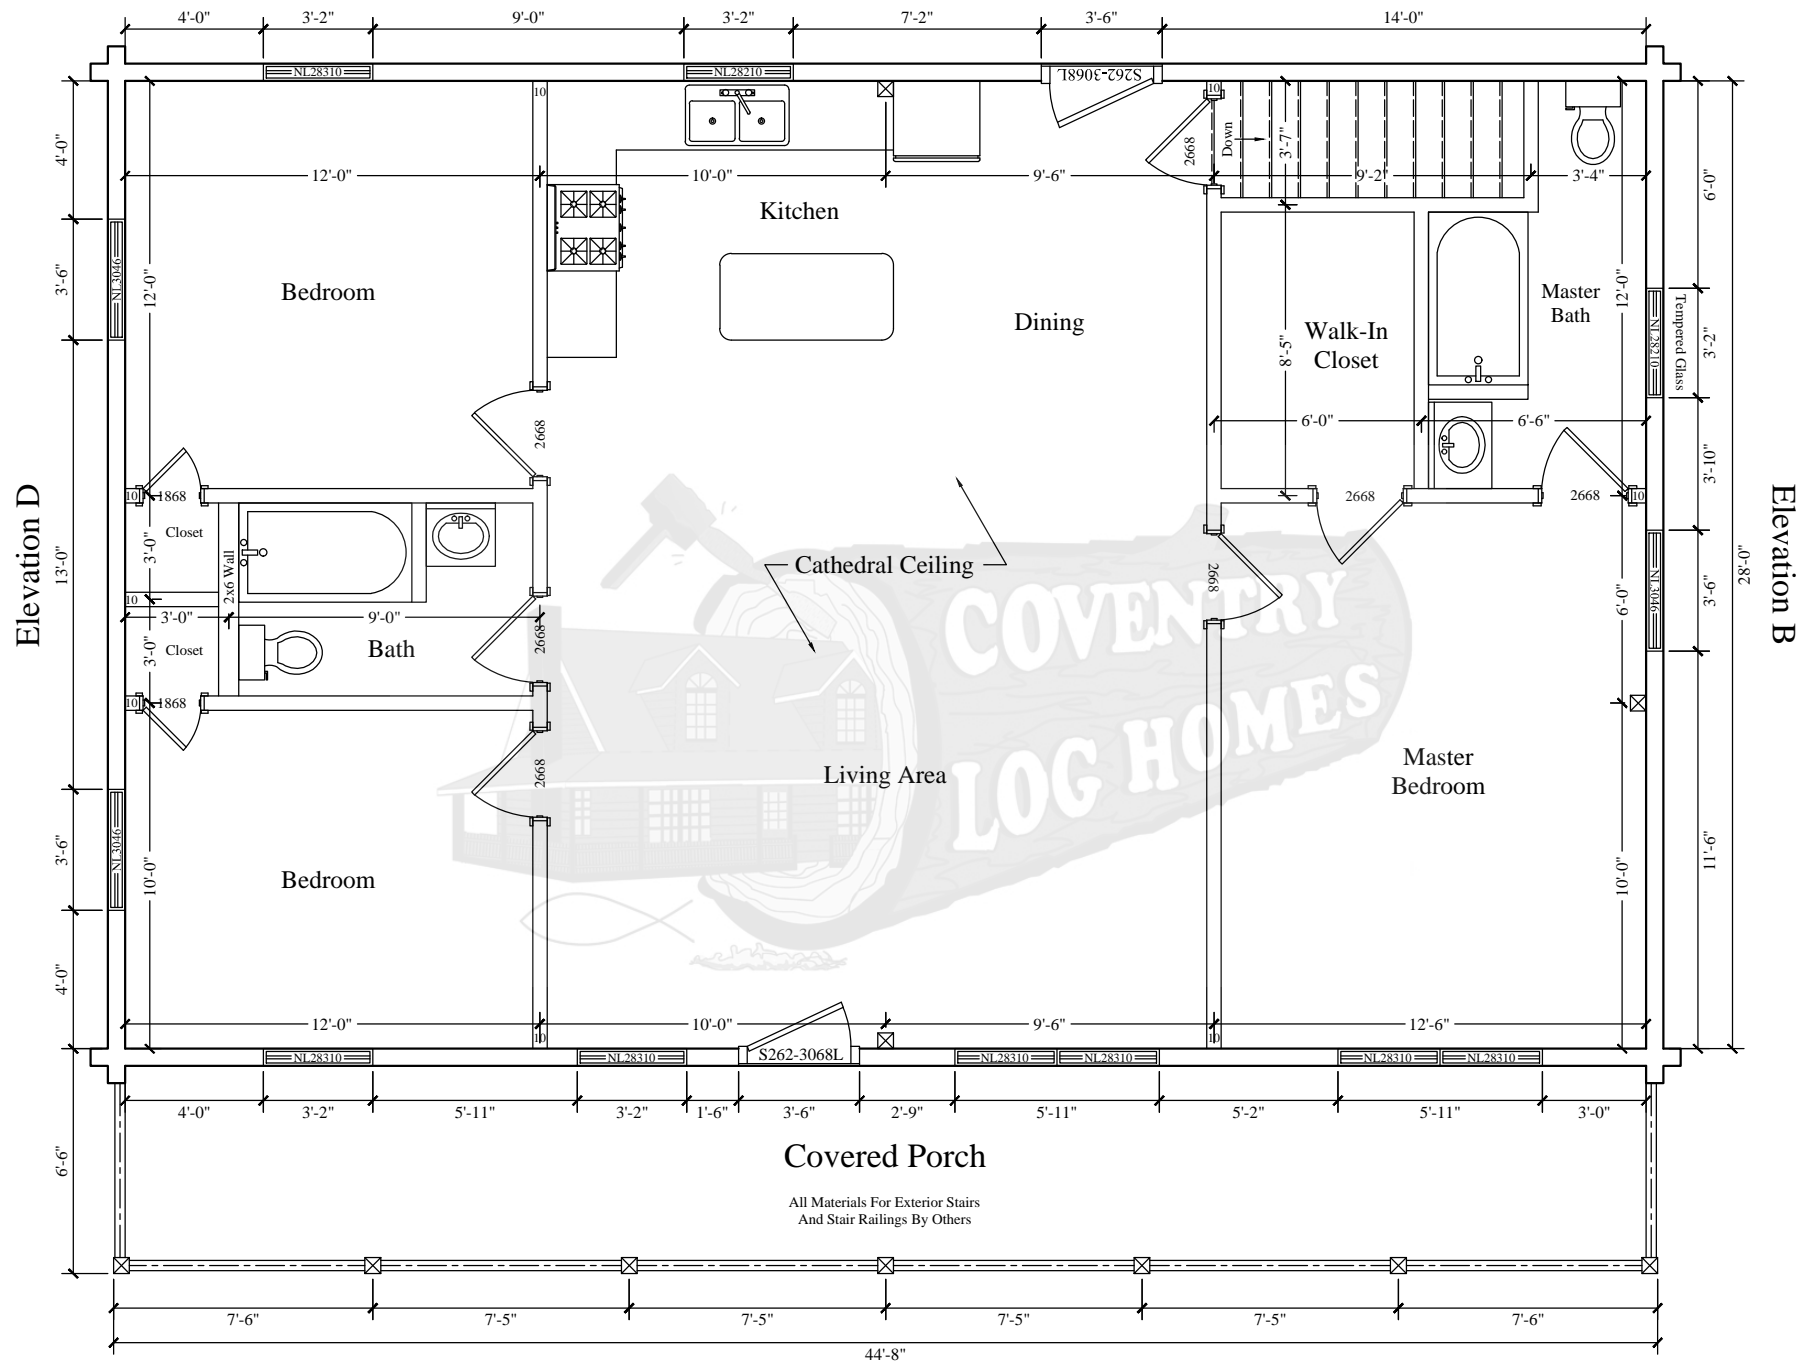 4'-0" 3'-2" 9'-0" 3'-2" 7'-2" 3'-6" 14'-0"
NL28310 NL28210 S262-3068L
10 10
4'-0" 3'-7" 6'-0"
2668 Down
12'-0" 10'-0" 9'-6" 9'-2" 3'-4"
Kitchen
3'-6" NL3046 12'-0" Bedroom
Dining
Walk-In
Closet
8'-5"
Master
Bath
12'-0"
NL28210 Tempered Glass 3'-2"
6'-0" 6'-6"
2668
3'-10"
10 1868 2668 2668 10
Closet
3'-0"
2x6 Wall
Elevation D
13'-0"
Cathedral Ceiling
2668
COVENTRY
LOG HOMES
6'-0" NL3046 3'-6" 28'-0"
Elevation B
10
3'-0" 9'-0"
Closet
3'-0"
Bath
2668
10 1868
2668
Living Area
Master
Bedroom
3'-6" NL3046 10'-0" Bedroom
10'-0" 11'-6"
4'-0"
12'-0" 10'-0" 9'-6" 12'-6"
10 10
NL28310 NL28310 S262-3068L NL28310 NL28310 NL28310 NL28310
4'-0" 3'-2" 5'-11" 3'-2" 1'-6" 3'-6" 2'-9" 5'-11" 5'-2" 5'-11" 3'-0"
6'-6"
Covered Porch
All Materials For Exterior Stairs
And Stair Railings By Others
7'-6" 7'-5" 7'-5" 7'-5" 7'-5" 7'-6"
44'-8"